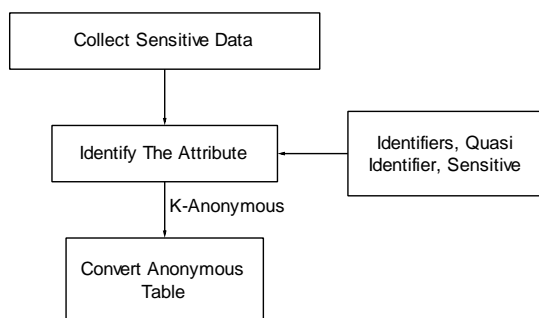 Collect Sensitive Data
Identify The Attribute
Identifiers, Quasi
Identifier, Sensitive
K-Anonymous
Convert Anonymous
Table